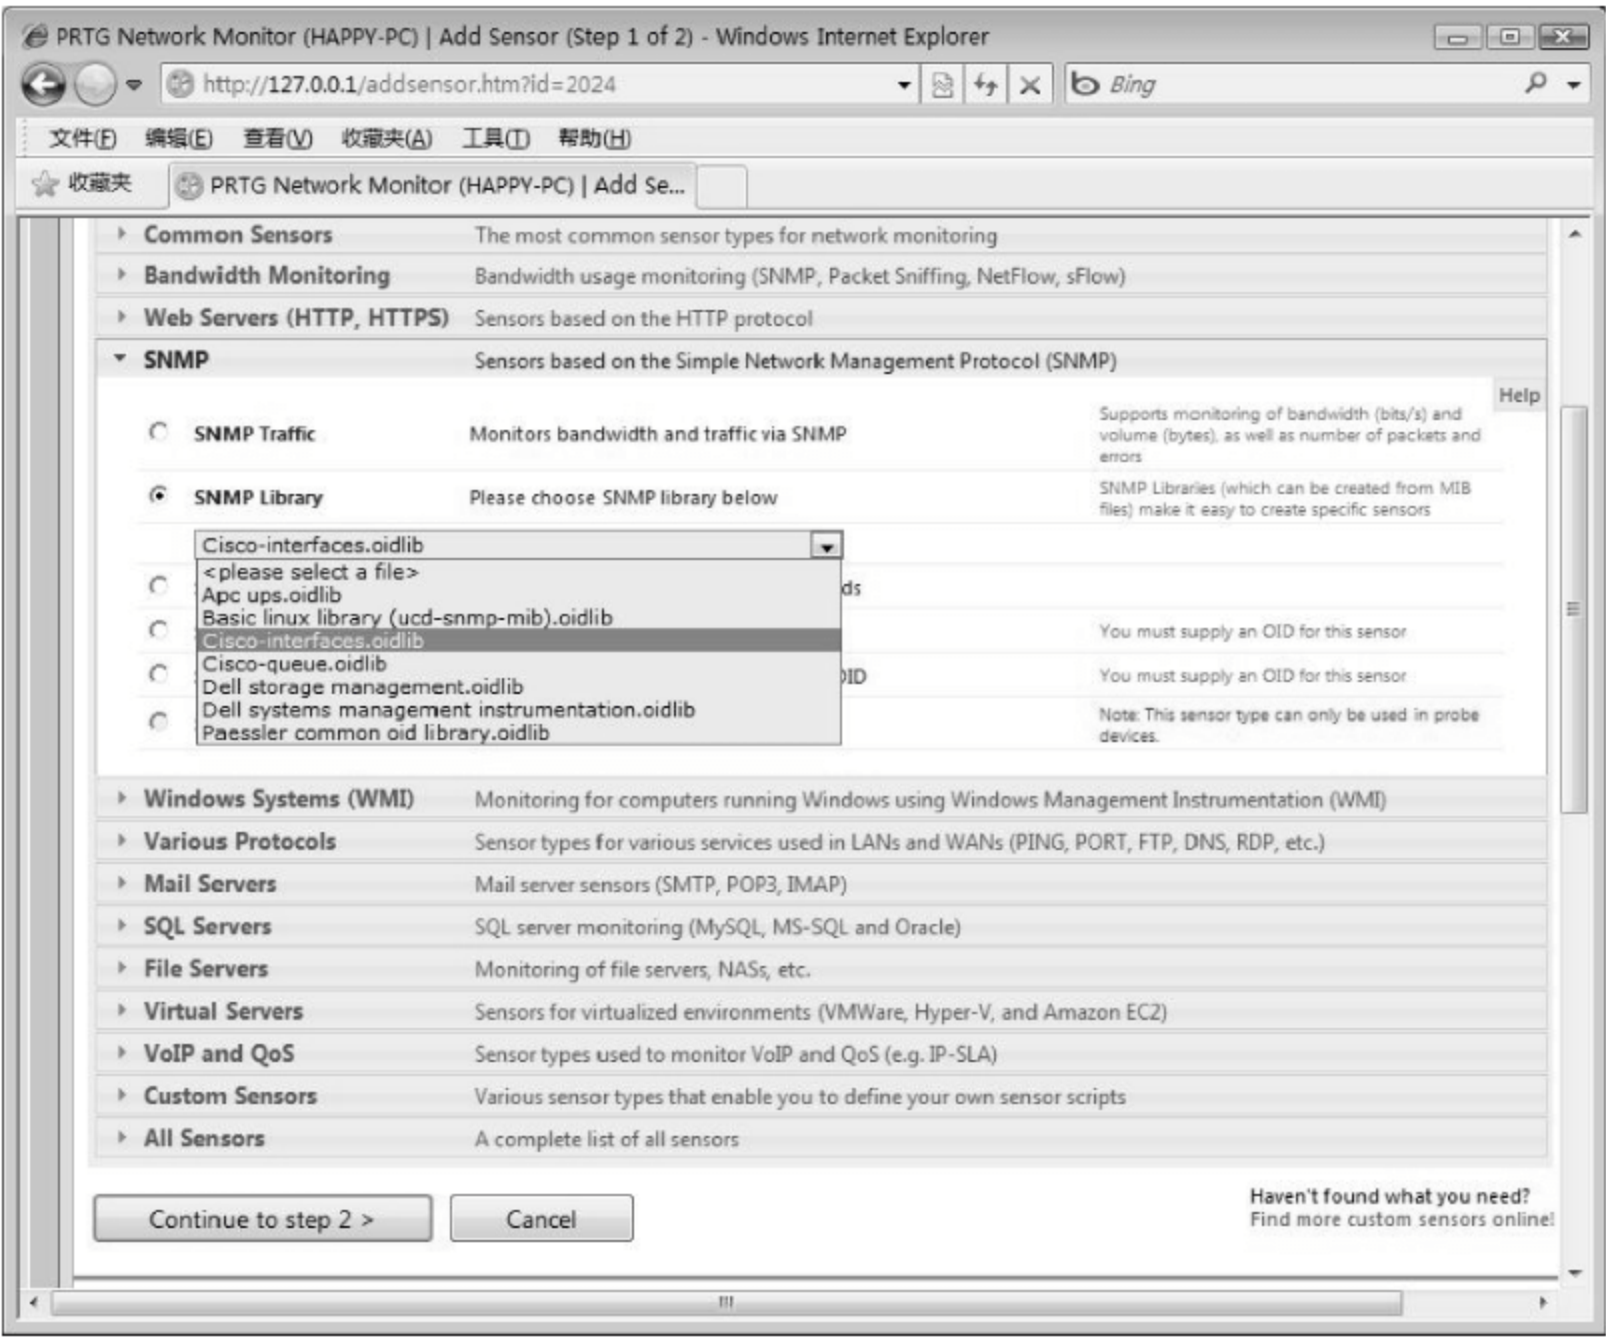 PRTG Network Monitor (HAPPY-PC) | Add Sensor (Step 1 of 2) - Windows Internet Explorer
http://127.0.0.1/addsensor.htm?id=2024
Bing
文件(F) 编辑(E) 查看(V) 收藏夹(A) 工具(T) 帮助(H)
收藏夹 PRTG Network Monitor (HAPPY-PC) | Add Se...
Common Sensors The most common sensor types for network monitoring
Bandwidth Monitoring Bandwidth usage monitoring (SNMP, Packet Sniffing, NetFlow, sFlow)
Web Servers (HTTP, HTTPS) Sensors based on the HTTP protocol
SNMP Sensors based on the Simple Network Management Protocol (SNMP)
Help
SNMP Traffic Monitors bandwidth and traffic via SNMP
Supports monitoring of bandwidth (bits/s) and
volume (bytes), as well as number of packets and
errors
SNMP Library Please choose SNMP library below
SNMP Libraries (which can be created from MIB
files) make it easy to create specific sensors
Cisco-interfaces.oidlib
<please select a file>
Apc ups.oidlib
ds
Basic linux library (ucd-snmp-mib).oidlib
Cisco-interfaces.oidlib
You must supply an OID for this sensor
Cisco-queue.oidlib
Dell storage management.oidlib
OID
You must supply an OID for this sensor
Dell systems management instrumentation.oidlib
Paessler common oid library.oidlib
Note: This sensor type can only be used in probe
devices.
Windows Systems (WMI) Monitoring for computers running Windows using Windows Management Instrumentation (WMI)
Various Protocols Sensor types for various services used in LANs and WANs (PING, PORT, FTP, DNS, RDP, etc.)
Mail Servers Mail server sensors (SMTP, POP3, IMAP)
SQL Servers SQL server monitoring (MySQL, MS-SQL and Oracle)
File Servers Monitoring of file servers, NASs, etc.
Virtual Servers Sensors for virtualized environments (VMWare, Hyper-V, and Amazon EC2)
VoIP and QoS Sensor types used to monitor VoIP and QoS (e.g. IP-SLA)
Custom Sensors Various sensor types that enable you to define your own sensor scripts
All Sensors A complete list of all sensors
Continue to step 2 > Cancel
Haven't found what you need?
Find more custom sensors online!